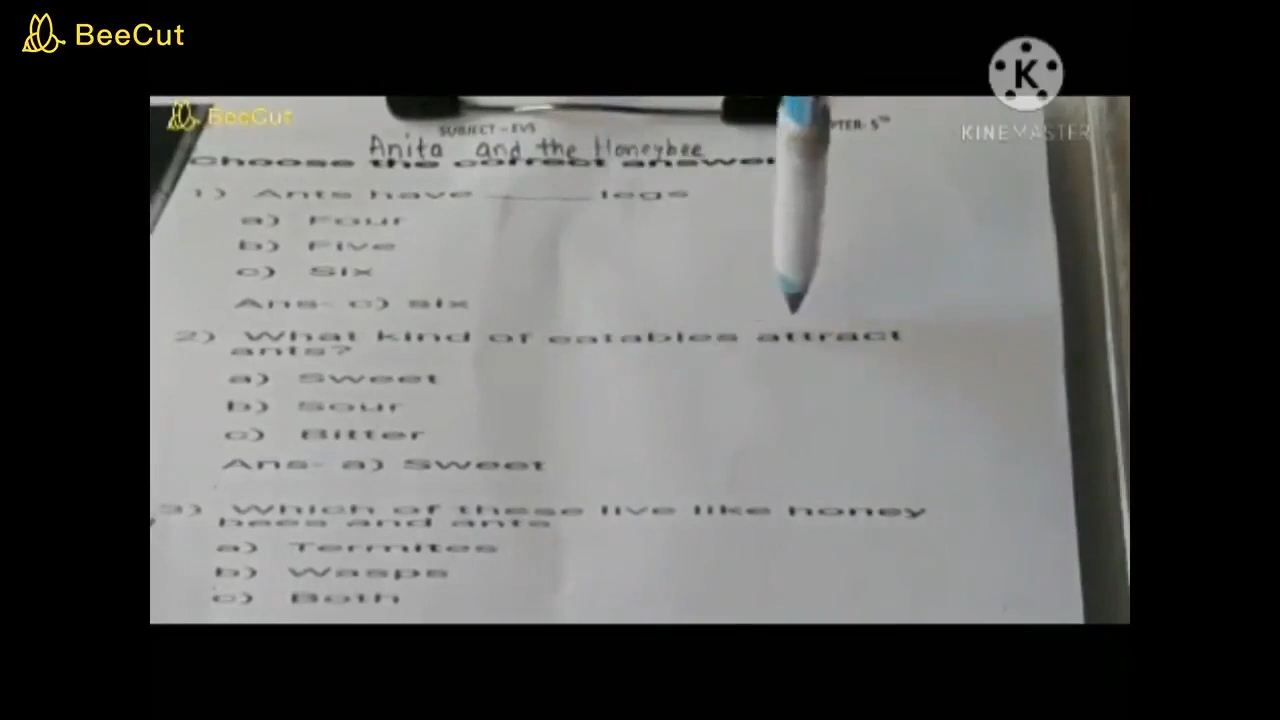 BeeCut
KINEMASTER
BeeCut
SUBJECT - EVS
PTER- 5TH
Anita and the Honeybee
Choose the correct answer
1) Ants have ______ legs
a) Four
b) Five
c) Six
Ans- c) six
2) What kind of eatables attract
ants?
a) Sweet
b) Sour
c) Bitter
Ans- a) Sweet
3) Which of these live like honey
bees and ants
a) Termites
b) Wasps
c) Both